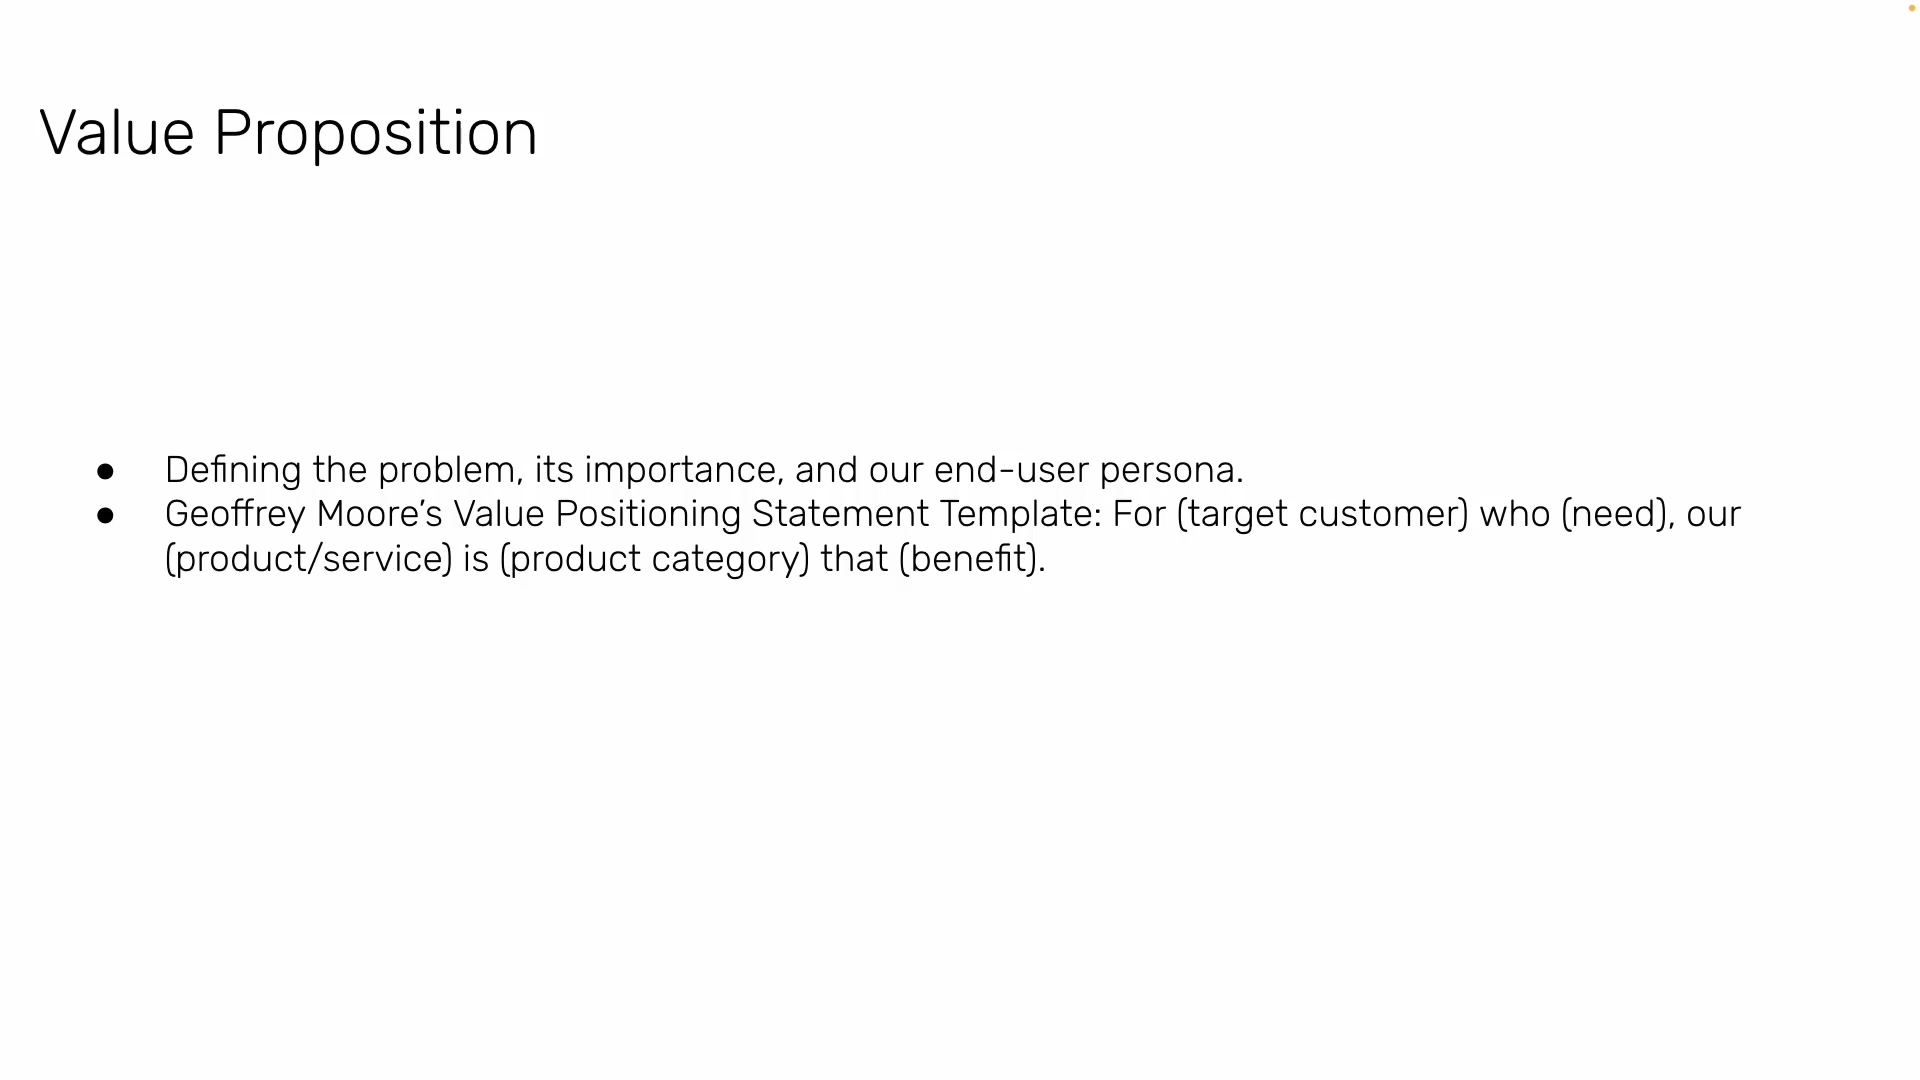 Value Proposition
● Defining the problem, its importance, and our end-user persona.
● Geoffrey Moore’s Value Positioning Statement Template: For (target customer) who (need), our
(product/service) is (product category) that (benefit).